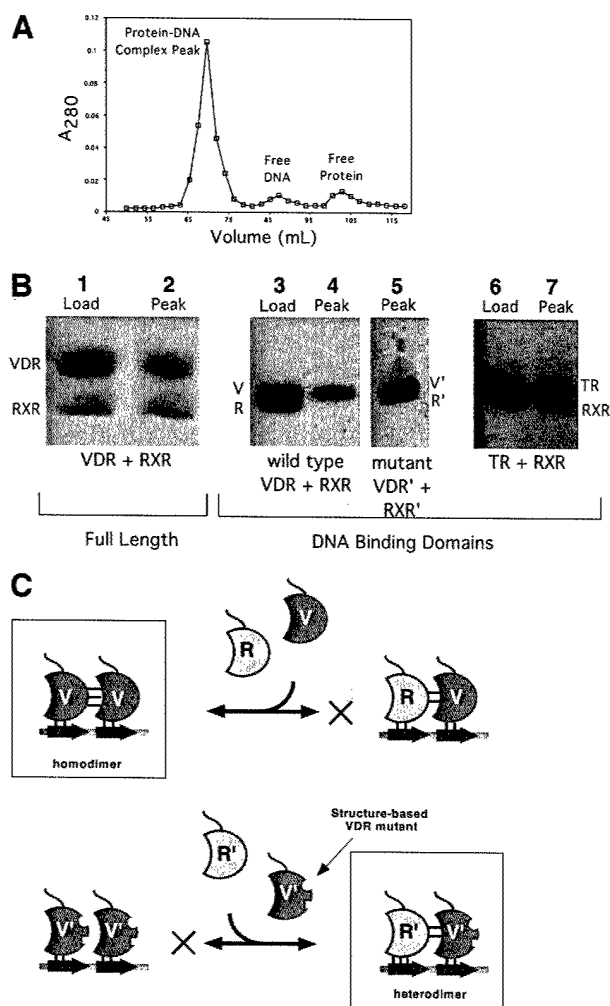 A
Protein-DNA
Complex Peak
0.12
0.1
0.08
0.06
0.04
0.02
0
A280
Free
DNA
Free
Protein
45 55 65 75 85 95 105 115
Volume (mL)
B
1 2 3 4 5 6 7
Load Peak Load Peak Peak Load Peak
VDR
RXR
V
R
V'
R'
TR
RXR
VDR + RXR
wild type
VDR + RXR
mutant
VDR' +
RXR'
TR + RXR
Full Length
DNA Binding Domains
C
V V
homodimer
R V
R V
Structure-based
VDR mutant
R' V'
V' V'
R' V'
heterodimer